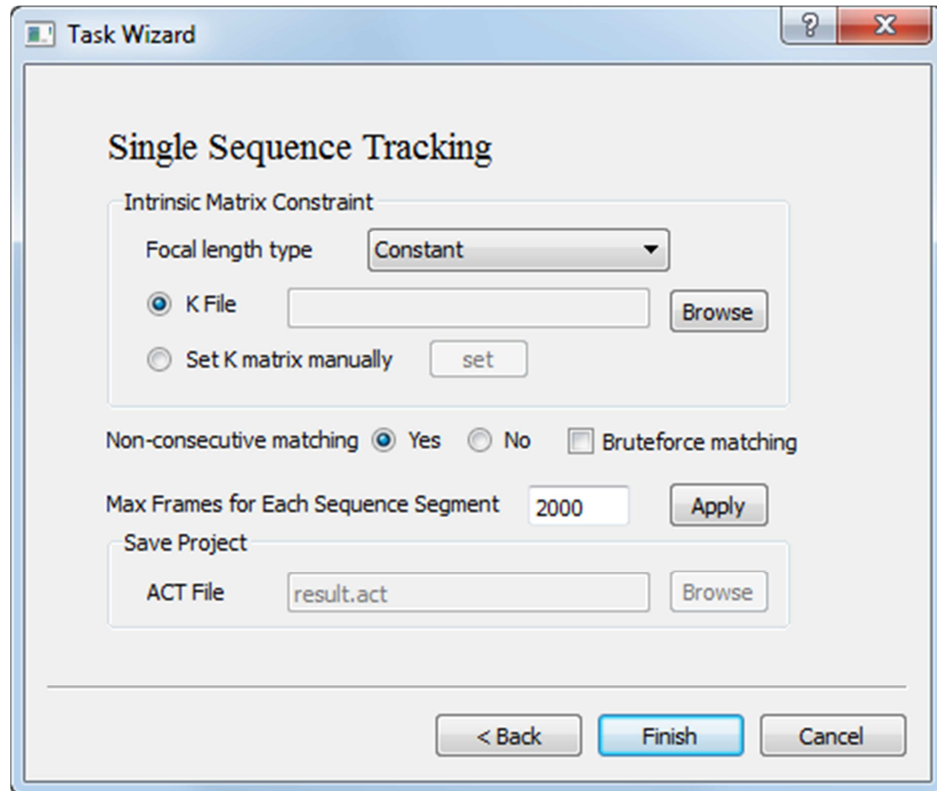 Task Wizard
Single Sequence Tracking
Intrinsic Matrix Constraint
Focal length type Constant
K File Browse
Set K matrix manually set
Non-consecutive matching Yes No Bruteforce matching
Max Frames for Each Sequence Segment 2000 Apply
Save Project
ACT File result.act Browse
< Back Finish Cancel